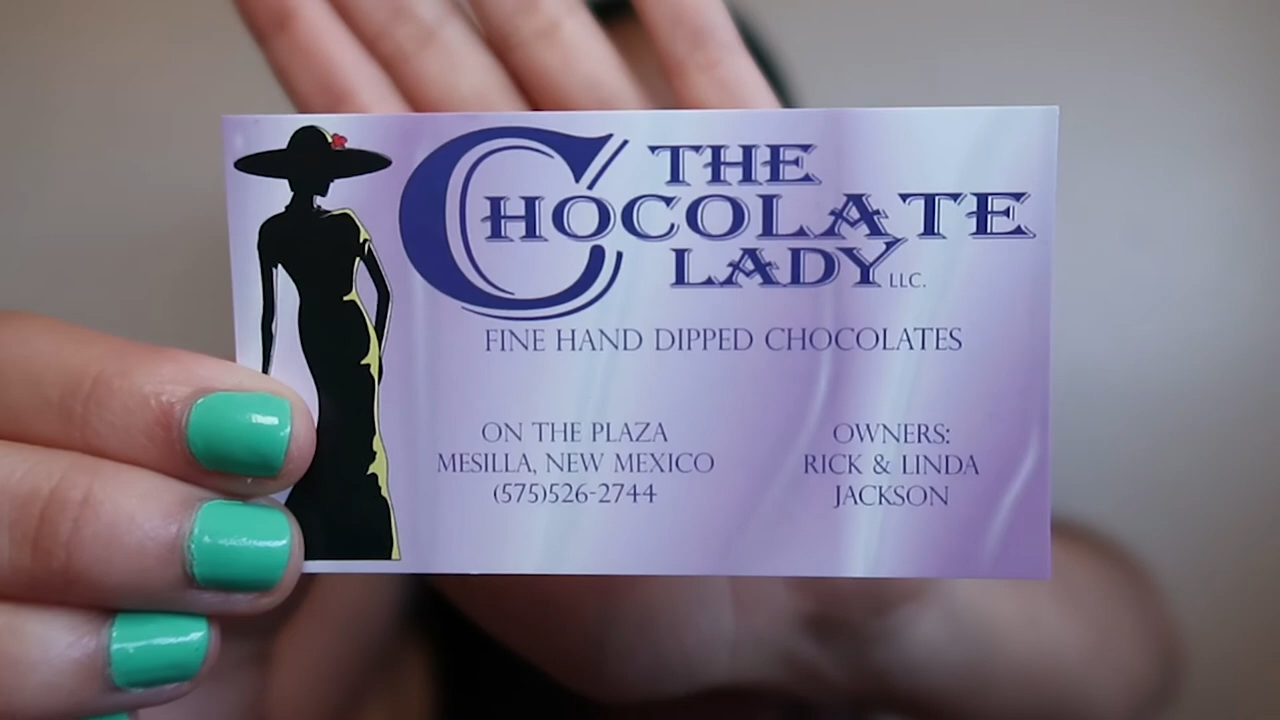 THE
CHOCOLATE
LADY LLC.
FINE HAND DIPPED CHOCOLATES
ON THE PLAZA
MESILLA, NEW MEXICO
(575)526-2744
OWNERS:
RICK & LINDA
JACKSON